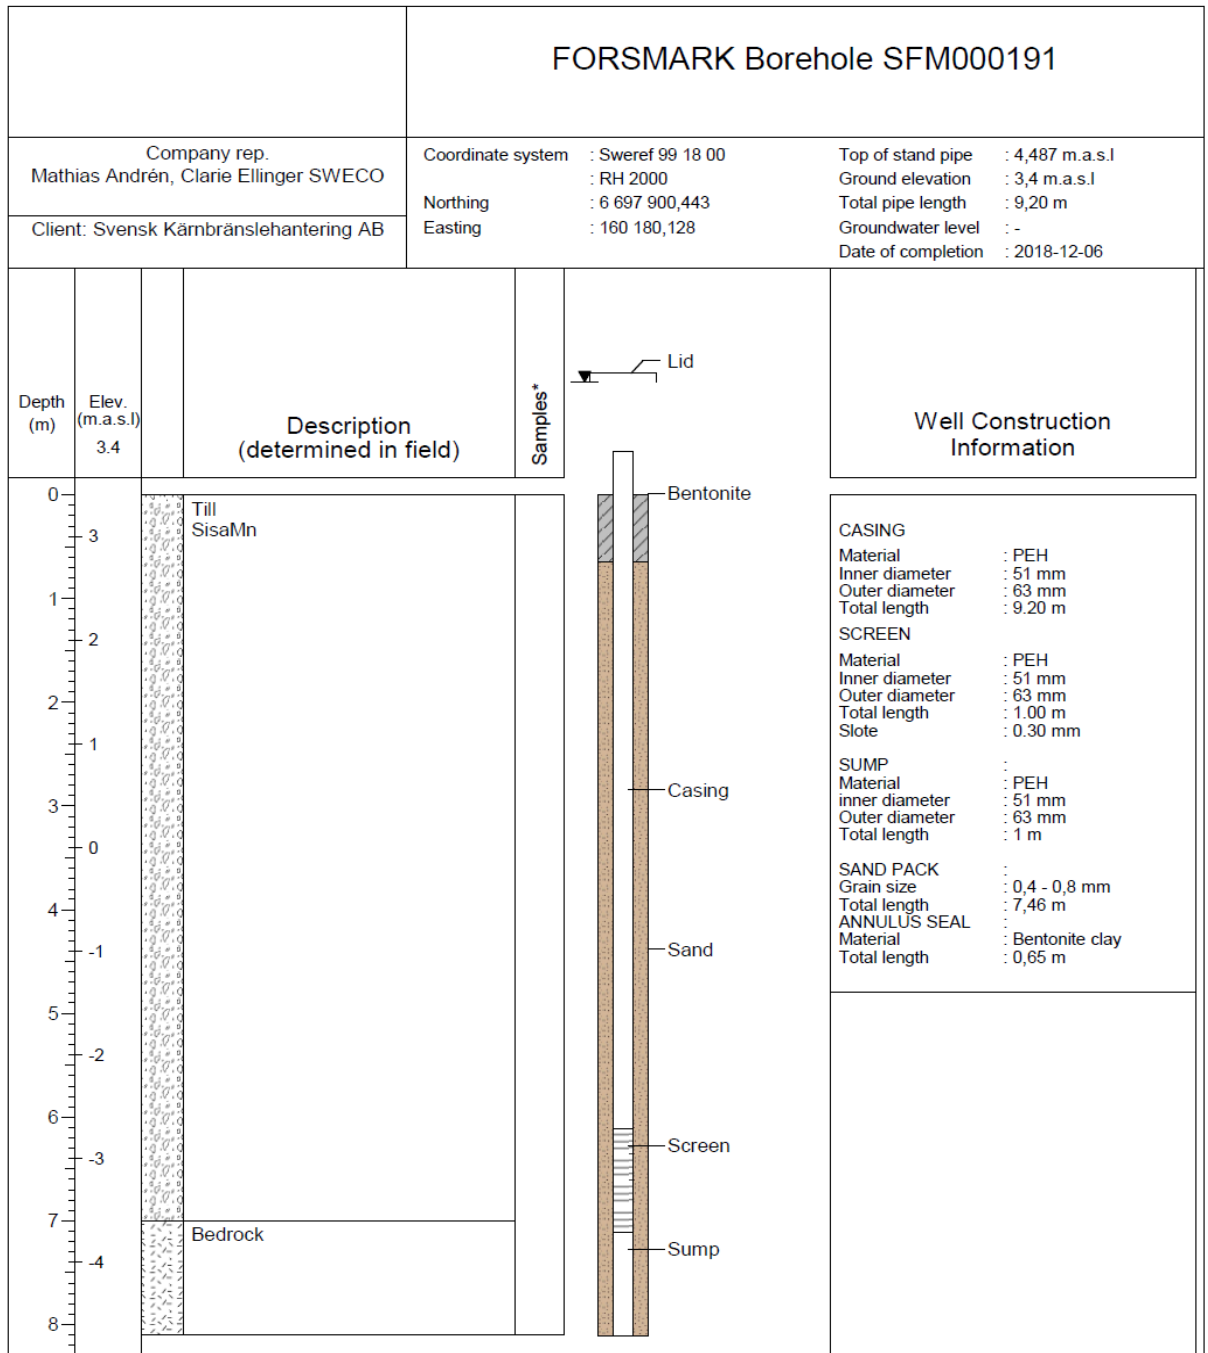 FORSMARK Borehole SFM000191
Company rep.
Mathias Andrén, Clarie Ellinger SWECO
Client: Svensk Kärnbränslehantering AB
Coordinate system : Sweref 99 18 00
: RH 2000
Northing : 6 697 900,443
Easting : 160 180,128
Top of stand pipe : 4,487 m.a.s.l
Ground elevation : 3,4 m.a.s.l
Total pipe length : 9,20 m
Groundwater level : -
Date of completion : 2018-12-06
Depth
(m)
Elev.
(m.a.s.l)
3.4
Description
(determined in field)
Samples*
Lid
Well Construction
Information
0
1
2
3
4
5
6
7
8
3
2
1
0
-1
-2
-3
-4
Till
SisaMn
Bedrock
Bentonite
Casing
Sand
Screen
Sump
CASING
Material : PEH
Inner diameter : 51 mm
Outer diameter : 63 mm
Total length : 9.20 m
SCREEN
Material : PEH
Inner diameter : 51 mm
Outer diameter : 63 mm
Total length : 1.00 m
Slote : 0.30 mm
SUMP :
Material : PEH
inner diameter : 51 mm
Outer diameter : 63 mm
Total length : 1 m
SAND PACK :
Grain size : 0,4 - 0,8 mm
Total length : 7,46 m
ANNULUS SEAL :
Material : Bentonite clay
Total length : 0,65 m